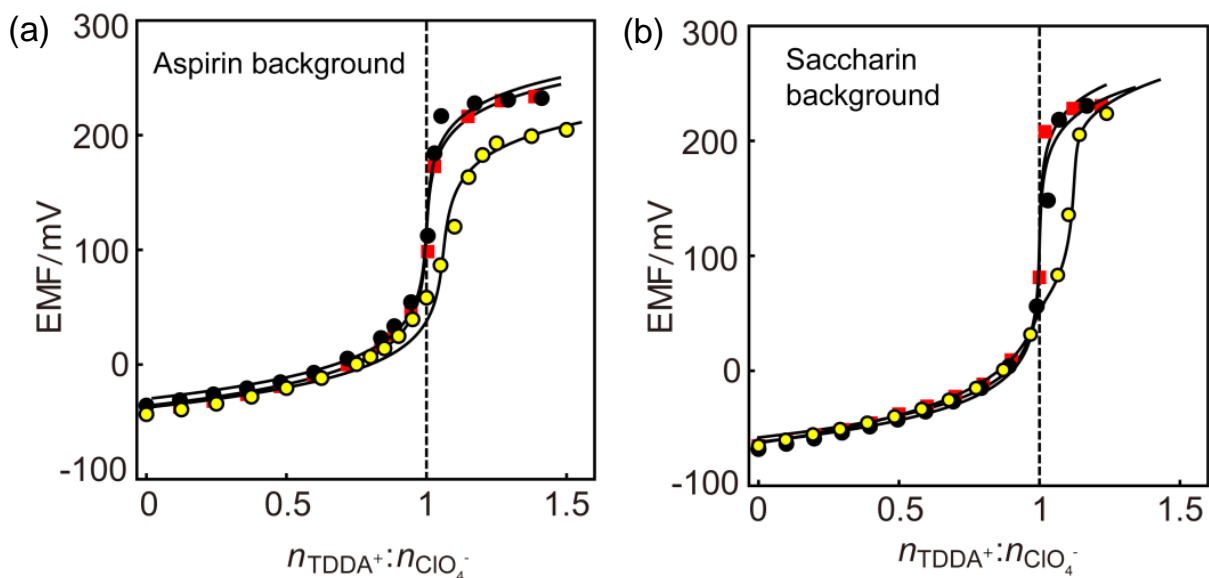 (a)
Aspirin background
EMF/mV
300
200
100
0
-100
0 0.5 1 1.5
nTDDA+:nClO4-
(b)
Saccharin
background
EMF/mV
300
200
100
0
-100
0 0.5 1 1.5
nTDDA+:nClO4-